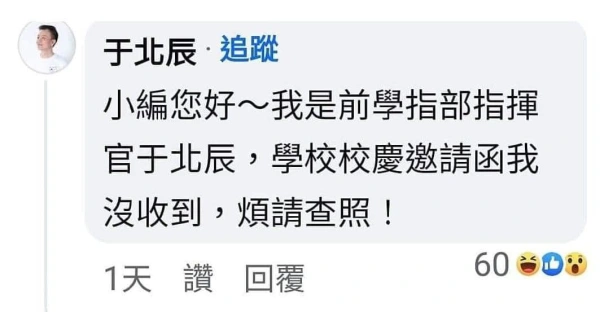 于北辰 · 追蹤
小編您好～我是前學指部指揮
官于北辰，學校校慶邀請函我
沒收到，煩請查照！
1天 讚 回覆 60